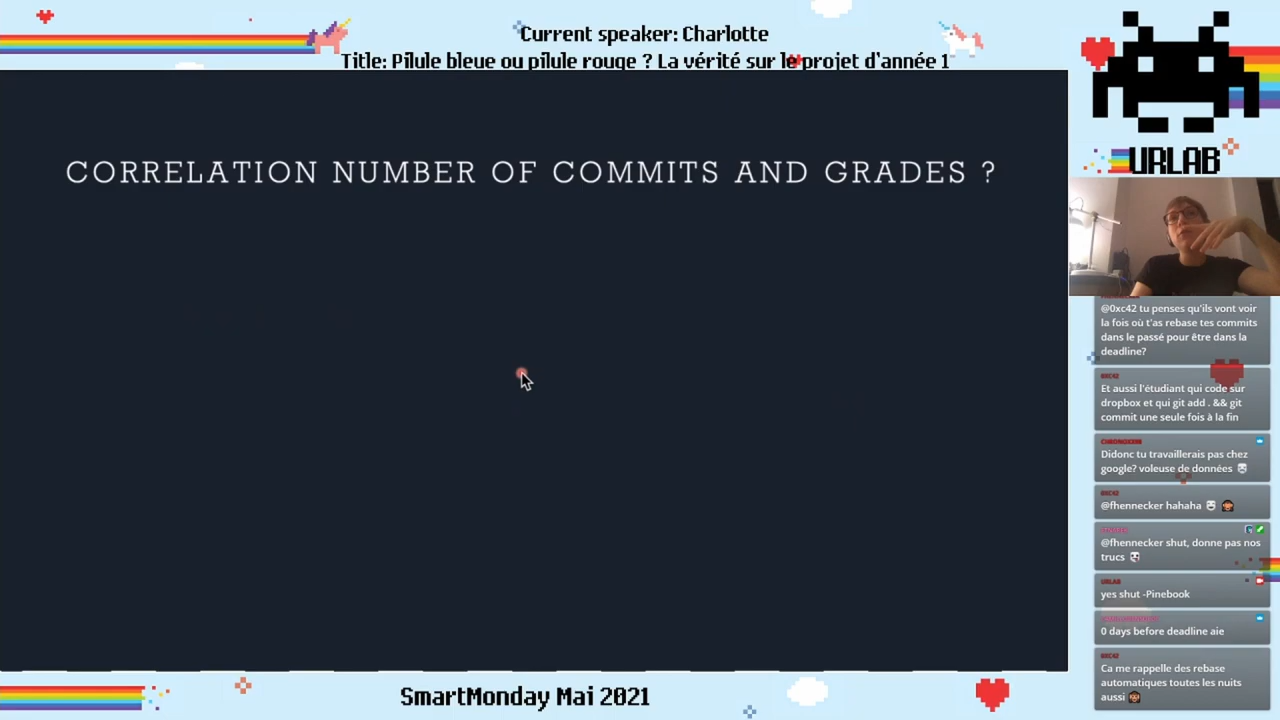 Current speaker: Charlotte
Title: Pilule bleue ou pilule rouge ? La vérité sur le projet d'année 1
URLAB
CORRELATION NUMBER OF COMMITS AND GRADES ?
@0xc42 tu penses qu'ils vont voir
la fois où t'as rebase tes commits
dans le passé pour être dans la
deadline?
0XC42
Et aussi l'étudiant qui code sur
dropbox et qui git add . && git
commit une seule fois à la fin
Didonc tu travaillerais pas chez
google? voleuse de données
0XC42
@fhennecker hahaha
@fhennecker shut, donne pas nos
trucs
URLAB
yes shut -Pinebook
0 days before deadline aie
0XC42
Ca me rappelle des rebase
automatiques toutes les nuits
aussi
SmartMonday Mai 2021